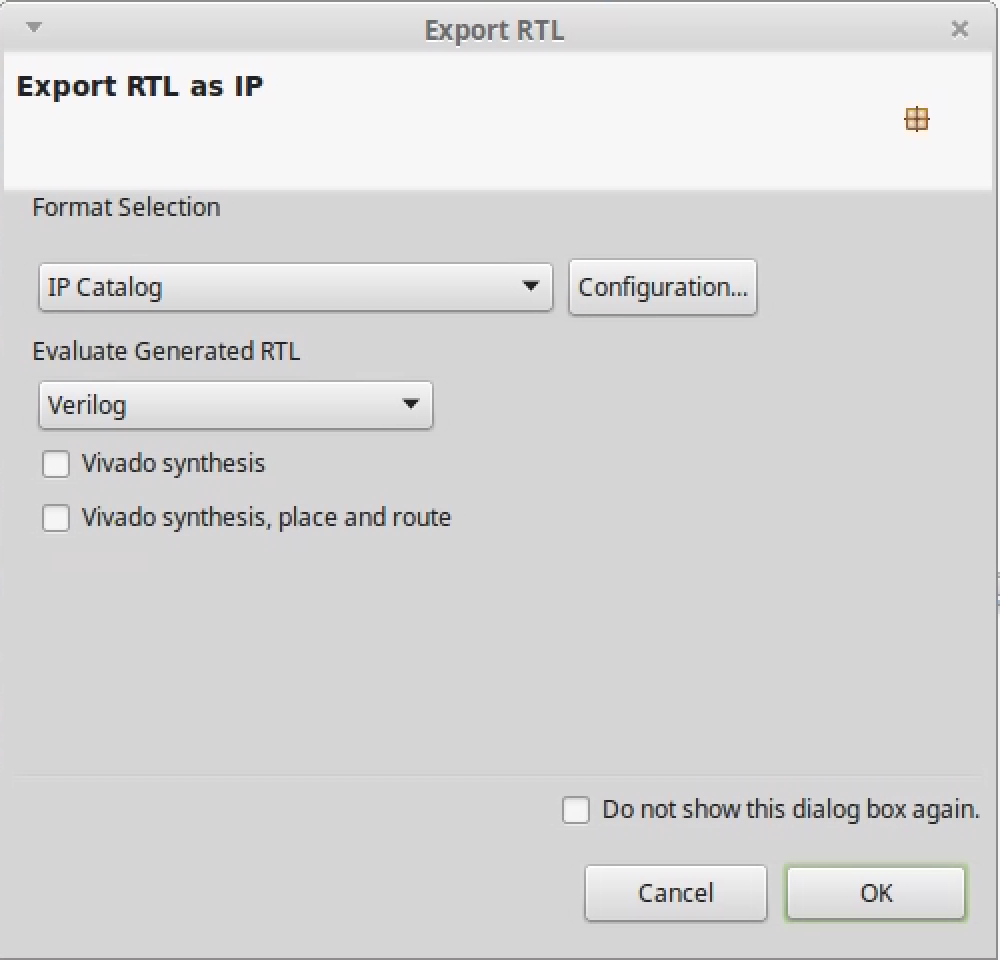 Export RTL
Export RTL as IP
Format Selection
IP Catalog
Configuration...
Evaluate Generated RTL
Verilog
Vivado synthesis
Vivado synthesis, place and route
Do not show this dialog box again.
Cancel
OK